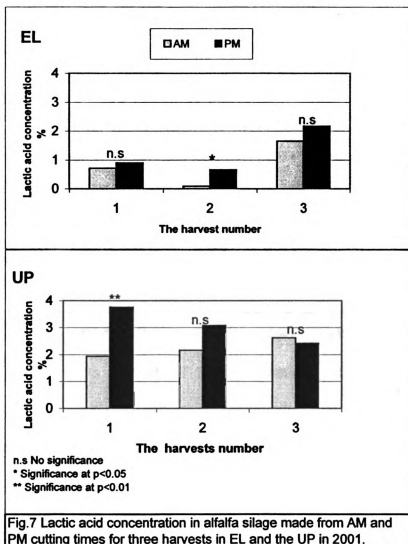 EL
AM PM
Lactic acid concentration
%
4
3
2
1
0
n.s
*
n.s
1 2 3
The harvest number
UP
Lactic acid concentration
%
4
3
2
1
0
**
n.s
n.s
1 2 3
The harvests number
n.s No significance
* Significance at p<0.05
** Significance at p<0.01
Fig.7 Lactic acid concentration in alfalfa silage made from AM and
PM cutting times for three harvests in EL and the UP in 2001.